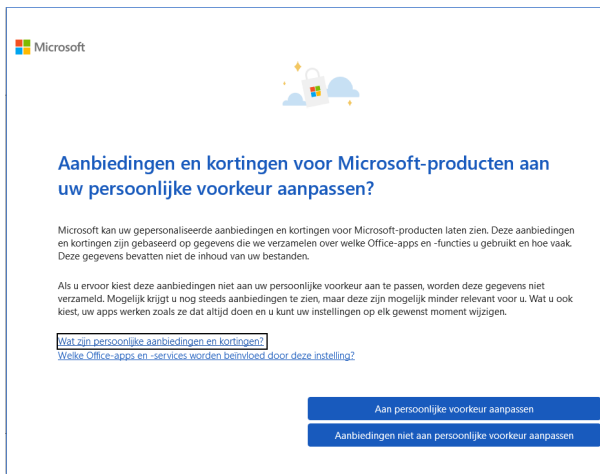 Microsoft
Aanbiedingen en kortingen voor Microsoft-producten aan
uw persoonlijke voorkeur aanpassen?
Microsoft kan uw gepersonaliseerde aanbiedingen en kortingen voor Microsoft-producten laten zien. Deze aanbiedingen
en kortingen zijn gebaseerd op gegevens die we verzamelen over welke Office-apps en -functies u gebruikt en hoe vaak.
Deze gegevens bevatten niet de inhoud van uw bestanden.
Als u ervoor kiest deze aanbiedingen niet aan uw persoonlijke voorkeur aan te passen, worden deze gegevens niet
verzameld. Mogelijk krijgt u nog steeds aanbiedingen te zien, maar deze zijn mogelijk minder relevant voor u. Wat u ook
kiest, uw apps werken zoals ze dat altijd doen en u kunt uw instellingen op elk gewenst moment wijzigen.
Wat zijn persoonlijke aanbiedingen en kortingen?
Welke Office-apps en -services worden beïnvloed door deze instelling?
Aan persoonlijke voorkeur aanpassen
Aanbiedingen niet aan persoonlijke voorkeur aanpassen